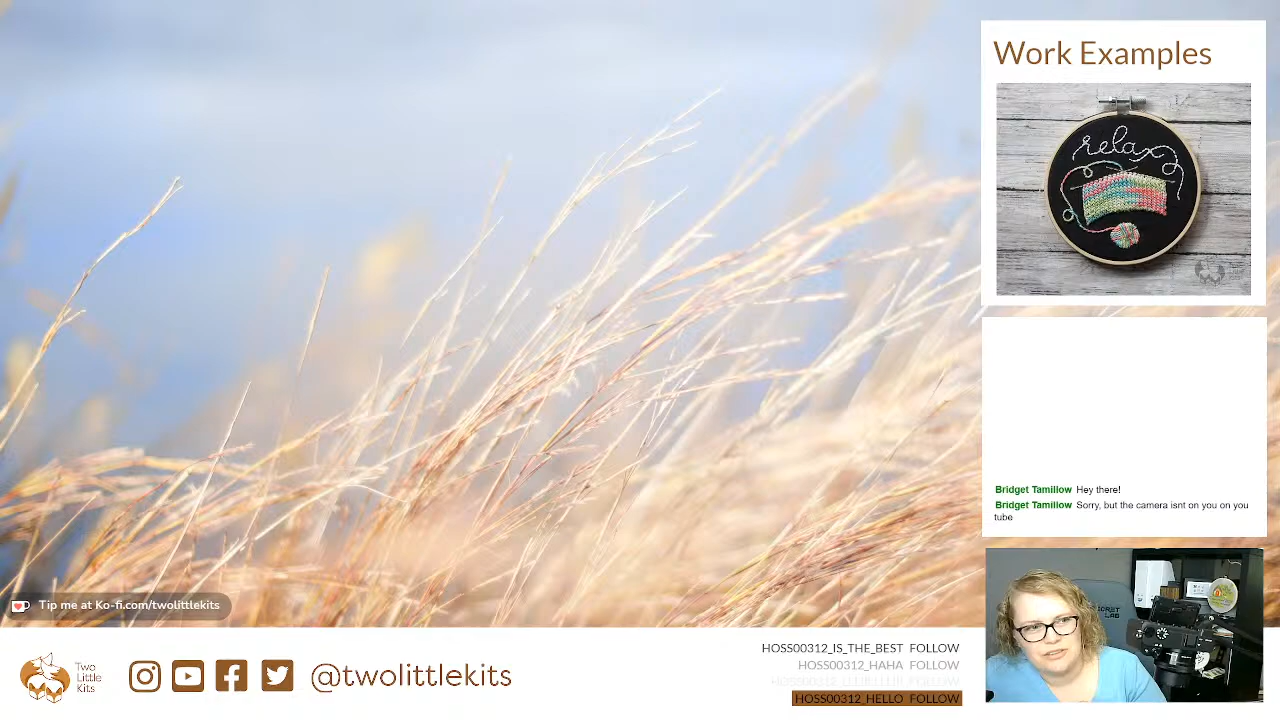 Work Examples
relax
Bridget Tamillow Hey there!
Bridget Tamillow Sorry, but the camera isnt on you on you
tube
Tip me at Ko-fi.com/twolittlekits
Two
Little
Kits
@twolittlekits
HOSS00312_IS_THE_BEST FOLLOW
HOSS00312_HAHA FOLLOW
FOLLOW
HOSS00312_HELLO FOLLOW